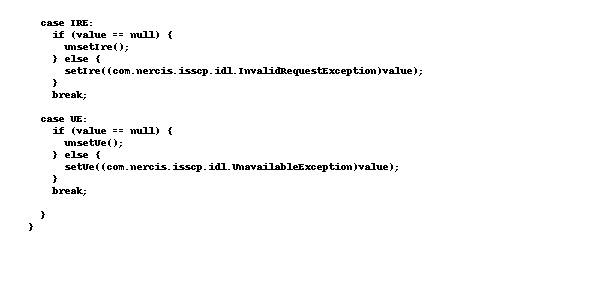 case IRE:
if (value == null) {
unsetIre();
} else {
setIre((com.nercis.isscp.idl.InvalidRequestException)value);
}
break;
case UE:
if (value == null) {
unsetUe();
} else {
setUe((com.nercis.isscp.idl.UnavailableException)value);
}
break;
}
}